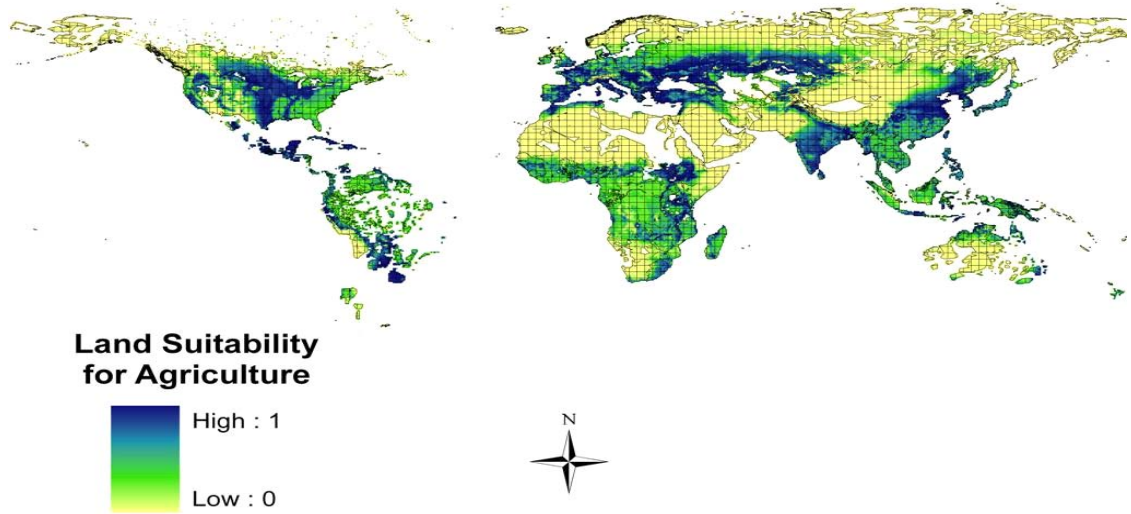 Land Suitability
for Agriculture
High : 1
Low : 0
N